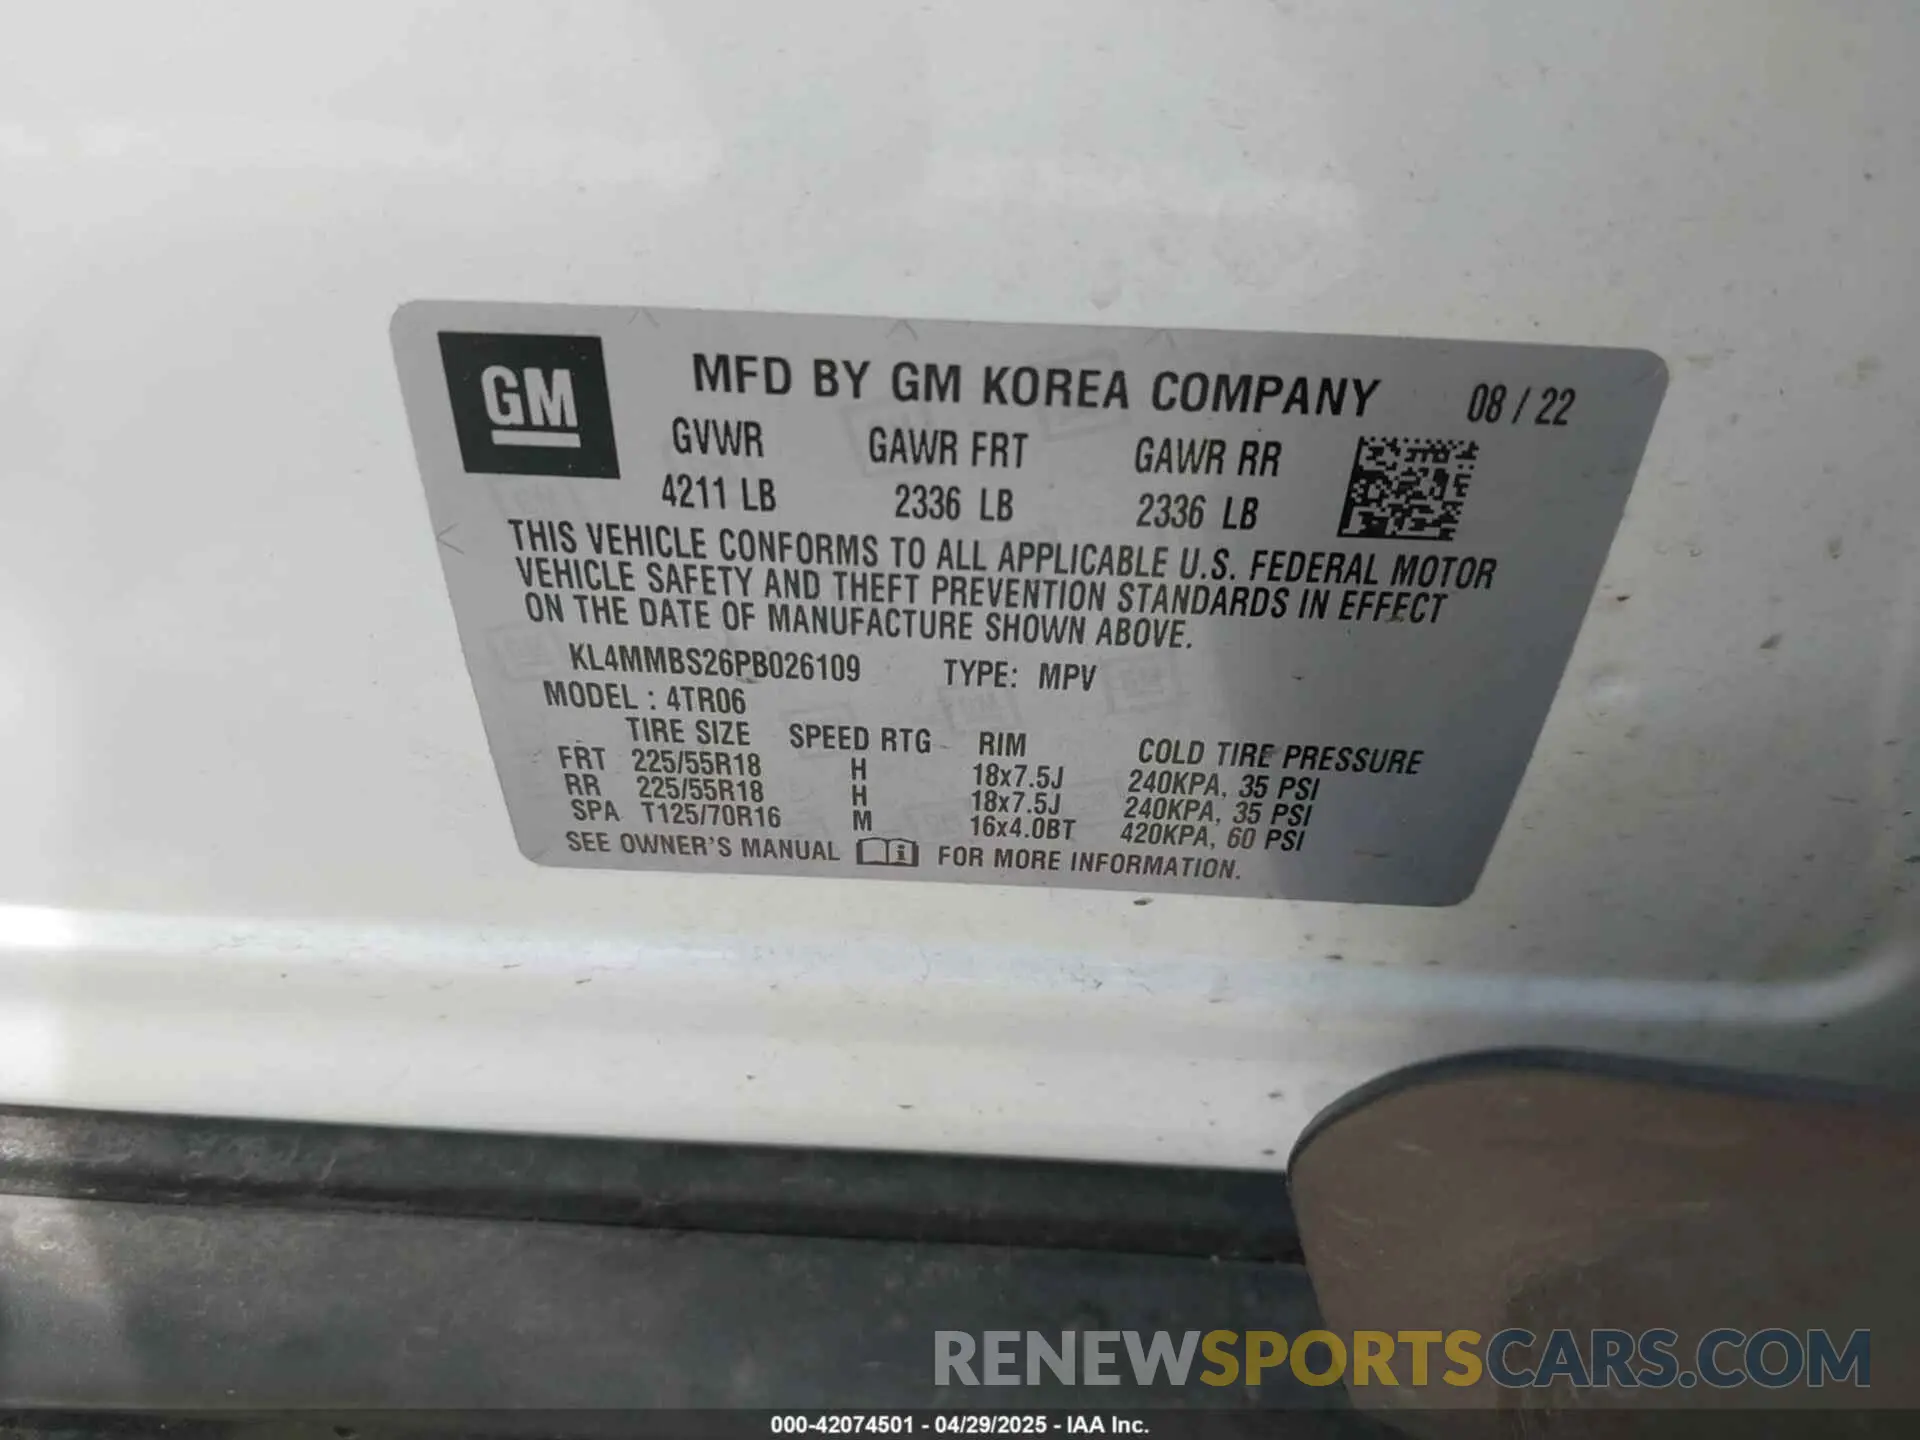 GM
MFD BY GM KOREA COMPANY 08 / 22
GVWR GAWR FRT GAWR RR
4211 LB 2336 LB 2336 LB
THIS VEHICLE CONFORMS TO ALL APPLICABLE U.S. FEDERAL MOTOR
VEHICLE SAFETY AND THEFT PREVENTION STANDARDS IN EFFECT
ON THE DATE OF MANUFACTURE SHOWN ABOVE.
KL4MMBS26PB026109 TYPE: MPV
MODEL : 4TR06
TIRE SIZE SPEED RTG RIM COLD TIRE PRESSURE
FRT 225/55R18 H 18x7.5J 240KPA, 35 PSI
RR 225/55R18 H 18x7.5J 240KPA, 35 PSI
SPA T125/70R16 M 16x4.0BT 420KPA, 60 PSI
SEE OWNER'S MANUAL FOR MORE INFORMATION.
RENEWSPORTSCARS.COM
000-42074501 - 04/29/2025 - IAA Inc.